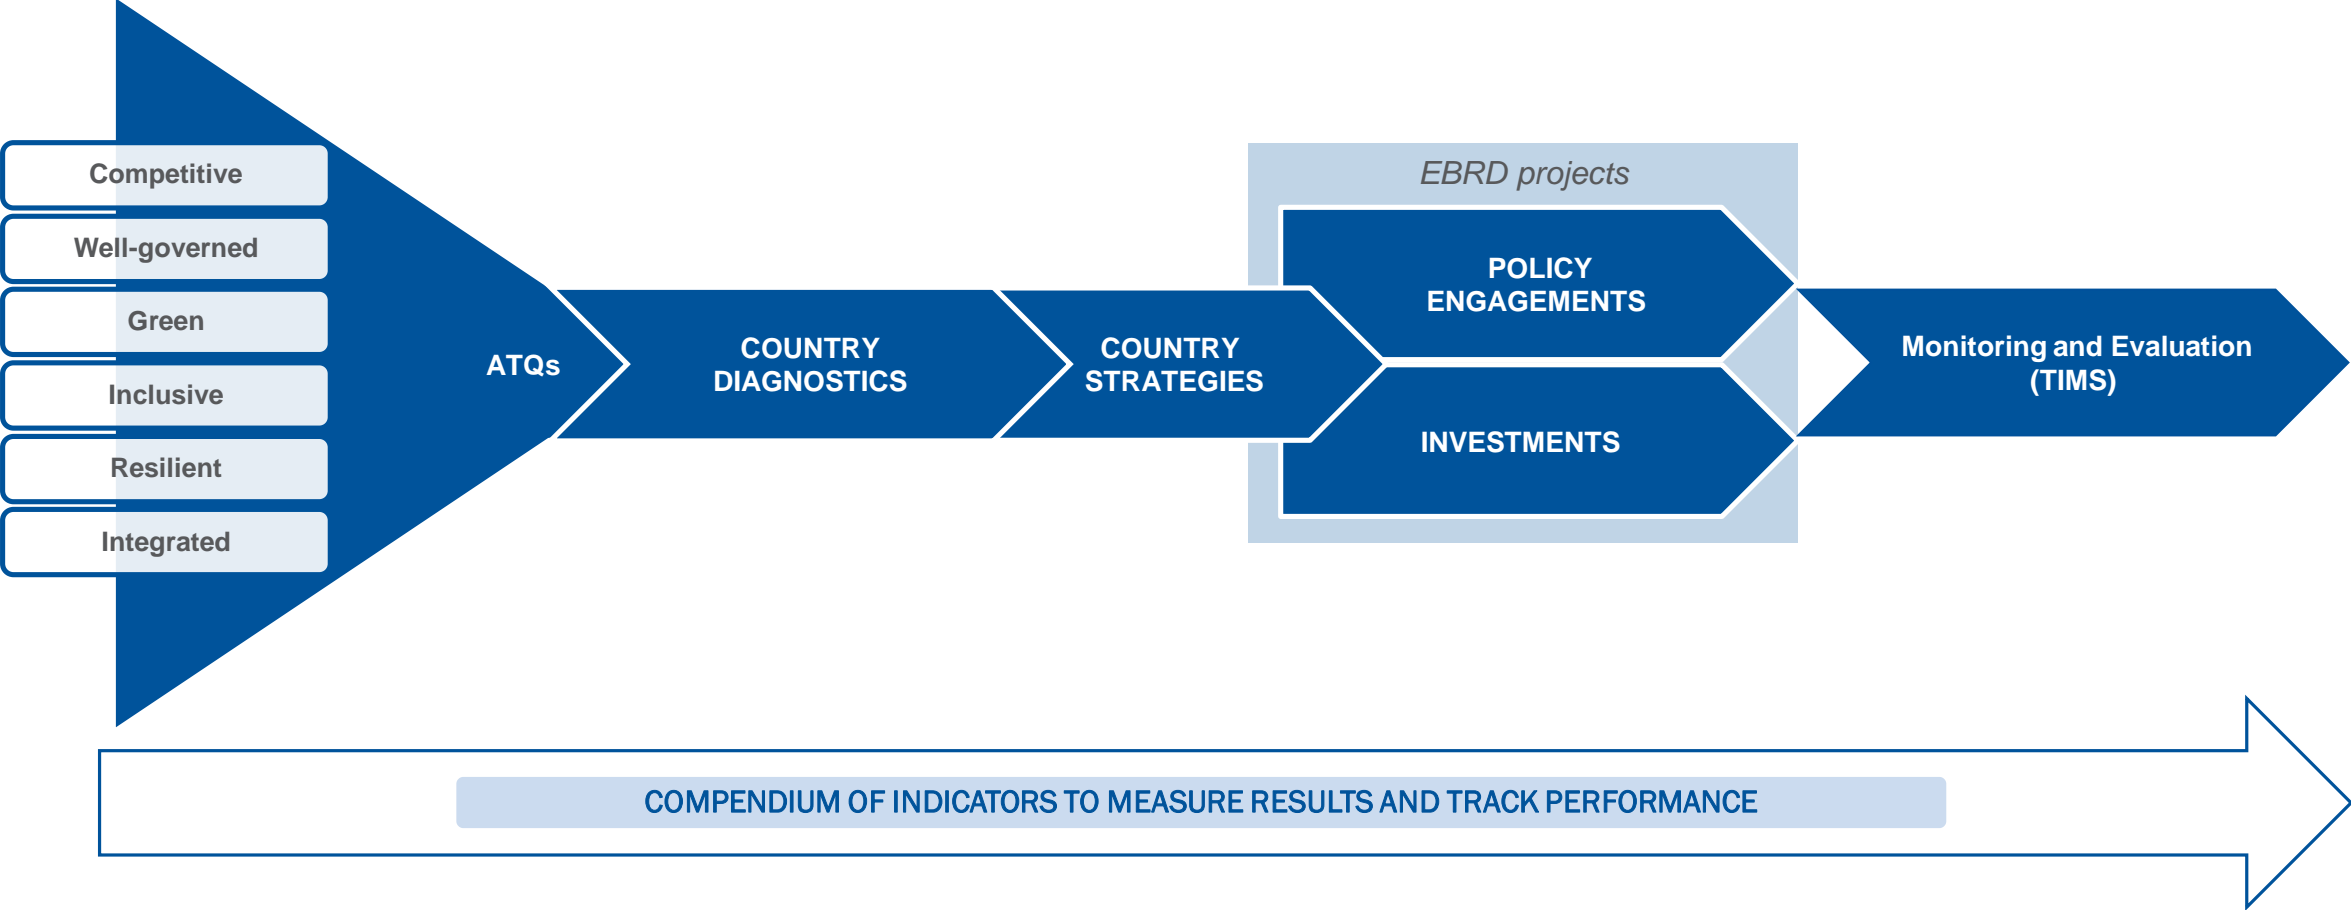 Competitive
Well-governed
Green
Inclusive
Resilient
Integrated
ATQs
COUNTRY
DIAGNOSTICS
COUNTRY
STRATEGIES
EBRD projects
POLICY
ENGAGEMENTS
INVESTMENTS
Monitoring and Evaluation
(TIMS)
COMPENDIUM OF INDICATORS TO MEASURE RESULTS AND TRACK PERFORMANCE